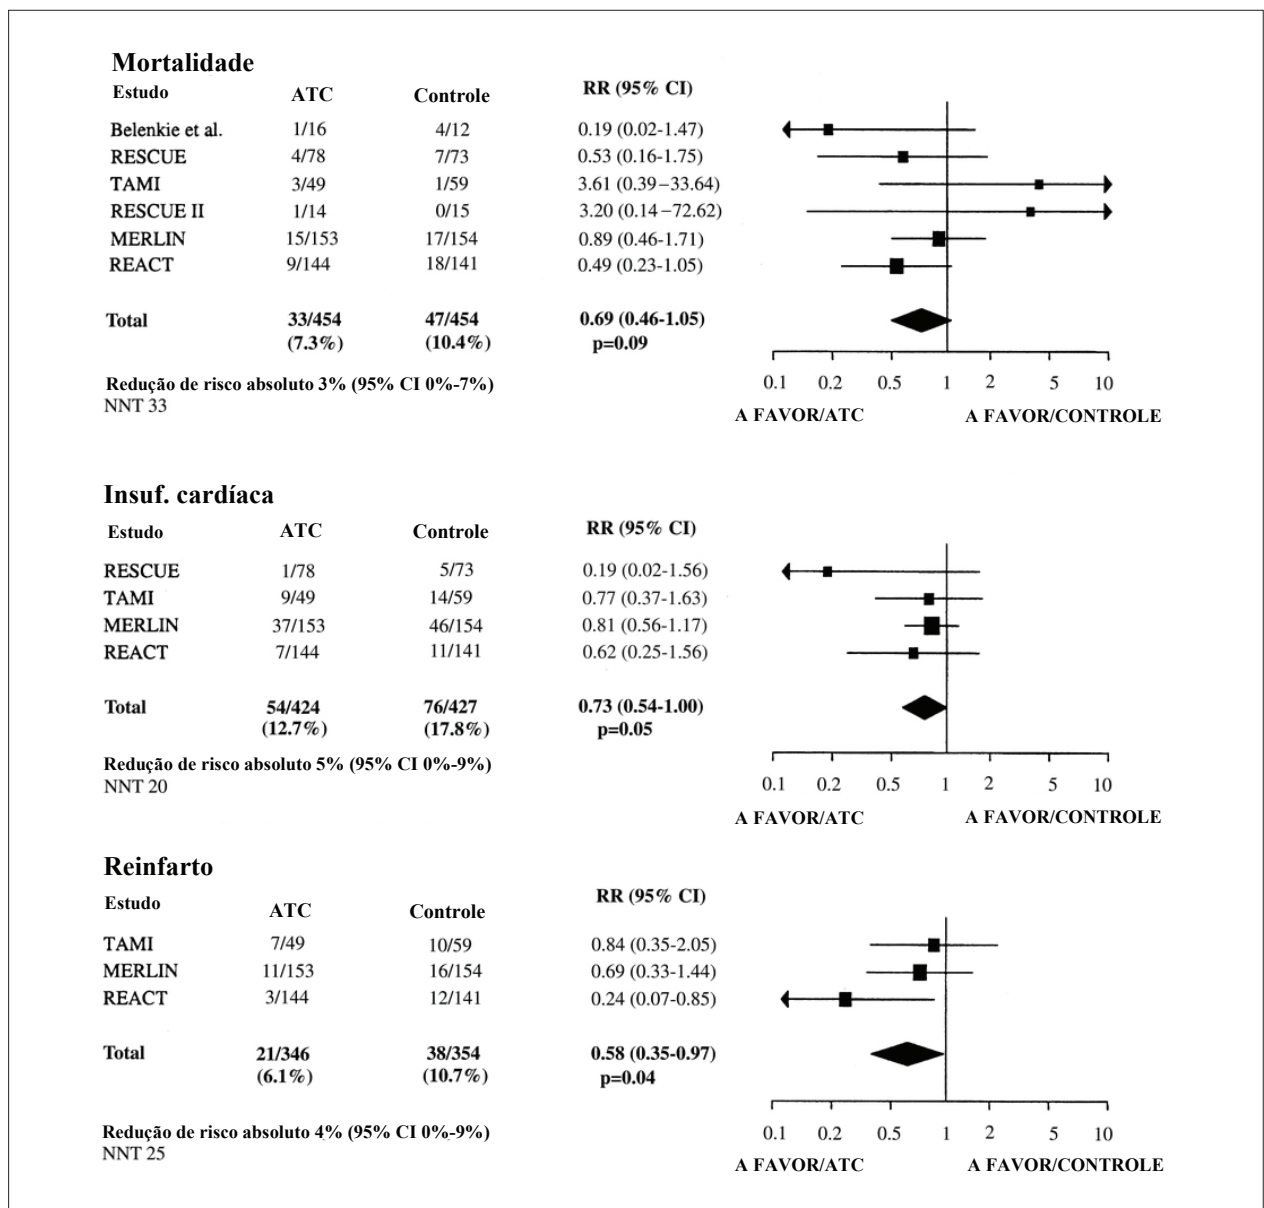 Mortalidade
Estudo ATC Controle RR (95% CI)
Belenkie et al. 1/16 4/12 0.19 (0.02-1.47)
RESCUE 4/78 7/73 0.53 (0.16-1.75)
TAMI 3/49 1/59 3.61 (0.39–33.64)
RESCUE II 1/14 0/15 3.20 (0.14–72.62)
MERLIN 15/153 17/154 0.89 (0.46-1.71)
REACT 9/144 18/141 0.49 (0.23-1.05)
Total 33/454 47/454 0.69 (0.46-1.05)
(7.3%) (10.4%) p=0.09
0.1 0.2 0.5 1 2 5 10
Redução de risco absoluto 3% (95% CI 0%-7%)
NNT 33
A FAVOR/ATC A FAVOR/CONTROLE
Insuf. cardíaca
Estudo ATC Controle RR (95% CI)
RESCUE 1/78 5/73 0.19 (0.02-1.56)
TAMI 9/49 14/59 0.77 (0.37-1.63)
MERLIN 37/153 46/154 0.81 (0.56-1.17)
REACT 7/144 11/141 0.62 (0.25-1.56)
Total 54/424 76/427 0.73 (0.54-1.00)
(12.7%) (17.8%) p=0.05
Redução de risco absoluto 5% (95% CI 0%-9%)
NNT 20
0.1 0.2 0.5 1 2 5 10
A FAVOR/ATC A FAVOR/CONTROLE
Reinfarto
Estudo ATC Controle RR (95% CI)
TAMI 7/49 10/59 0.84 (0.35-2.05)
MERLIN 11/153 16/154 0.69 (0.33-1.44)
REACT 3/144 12/141 0.24 (0.07-0.85)
Total 21/346 38/354 0.58 (0.35-0.97)
(6.1%) (10.7%) p=0.04
Redução de risco absoluto 4% (95% CI 0%-9%)
NNT 25
0.1 0.2 0.5 1 2 5 10
A FAVOR/ATC A FAVOR/CONTROLE